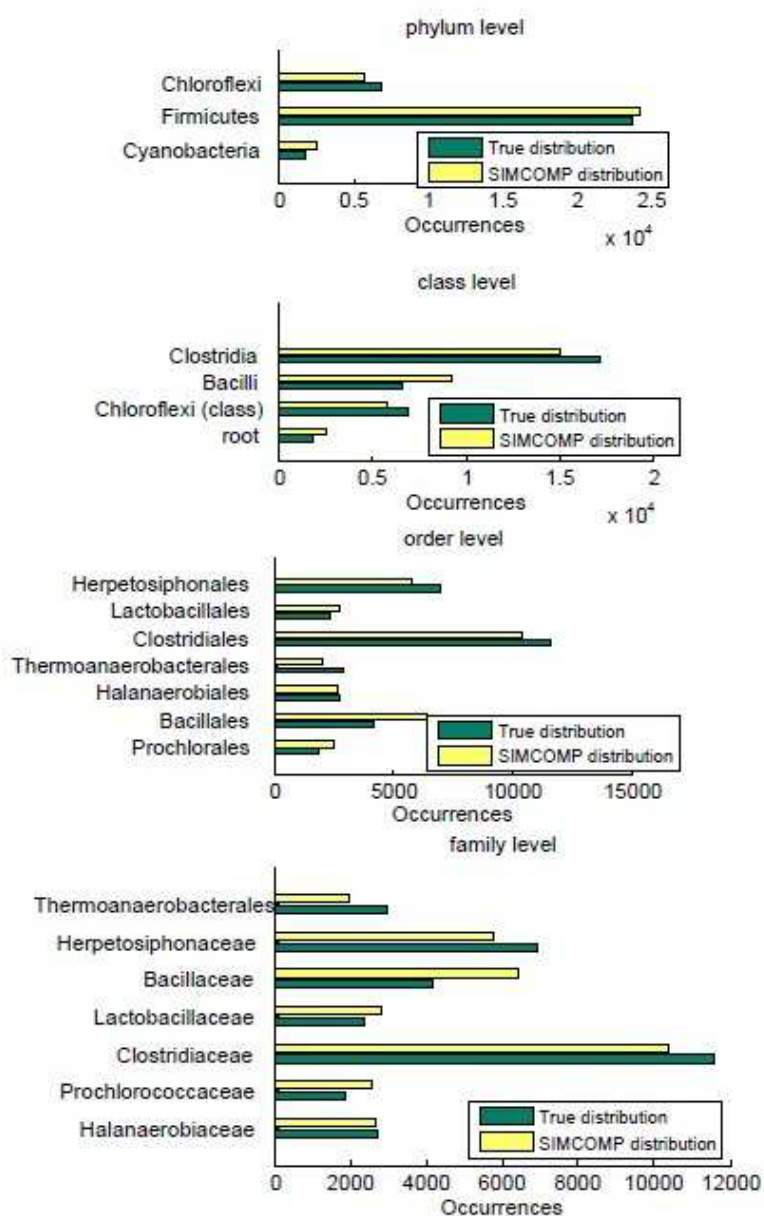 phylum level
Chloroflexi
Firmicutes
Cyanobacteria
True distribution
SIMCOMP distribution
0 0.5 1 1.5 2 2.5
Occurrences
x 10^4
class level
Clostridia
Bacilli
Chloroflexi (class)
root
True distribution
SIMCOMP distribution
0 0.5 1 1.5 2
Occurrences
x 10^4
order level
Herpetosiphonales
Lactobacillales
Clostridiales
Thermoanaerobacterales
Halanaerobiales
Bacillales
Prochlorales
True distribution
SIMCOMP distribution
0 5000 10000 15000
Occurrences
family level
Thermoanaerobacterales
Herpetosiphonaceae
Bacillaceae
Lactobacillaceae
Clostridiaceae
Prochlorococcaceae
Halanaerobiaceae
True distribution
SIMCOMP distribution
0 2000 4000 6000 8000 10000 12000
Occurrences